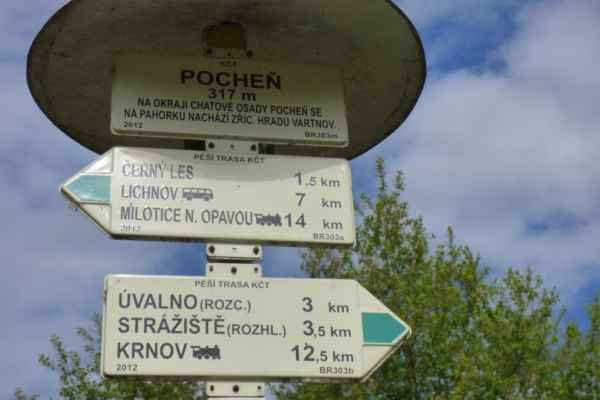 KČT
POCHEŇ
317 m
NA OKRAJI CHATOVÉ OSADY POCHEŇ SE
NA PAHORKU NACHÁZÍ ZŘÍC. HRADU VARTNOV.
2012 BR303m
PĚŠÍ TRASA KČT
ČERNÝ LES 1,5 km
LICHNOV 7 km
MILOTICE N. OPAVOU 14 km
2012 BR303a
PĚŠÍ TRASA KČT
ÚVALNO (ROZC.) 3 km
STRÁŽIŠTĚ (ROZHL.) 3,5 km
KRNOV 12,5 km
2012 BR303b